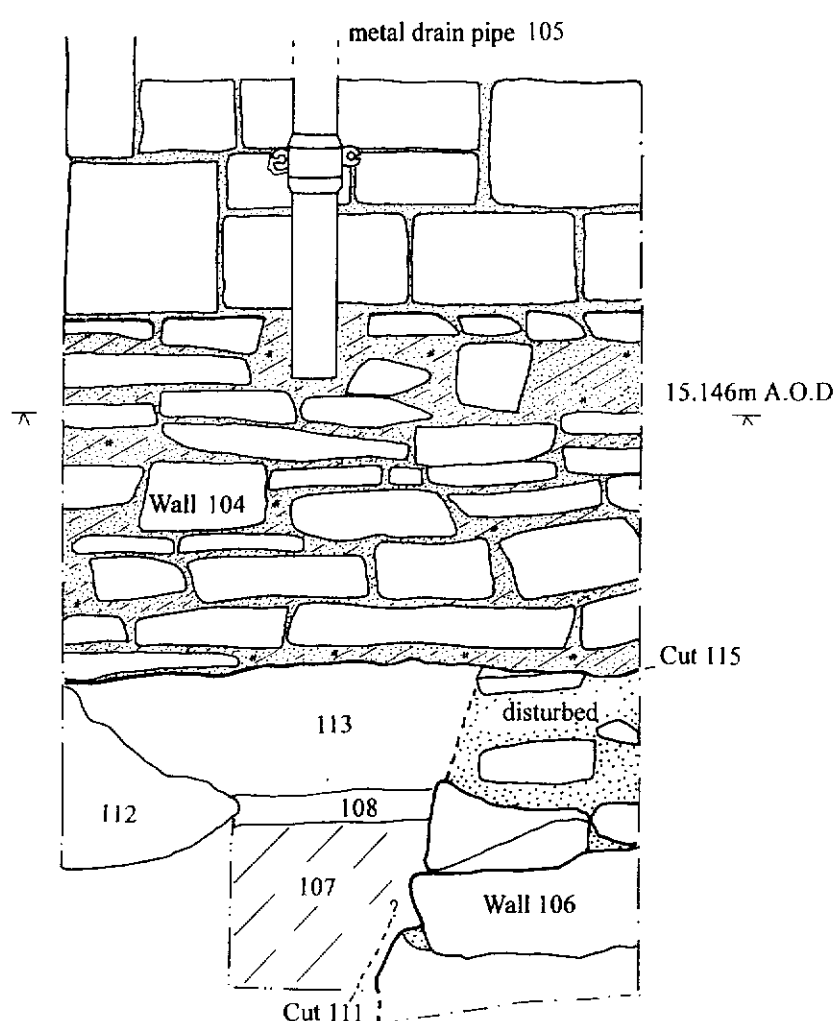 metal drain pipe 105
15.146m A.O.D
Wall 104
Cut 115
disturbed
113
112
108
107
?
Wall 106
Cut 111